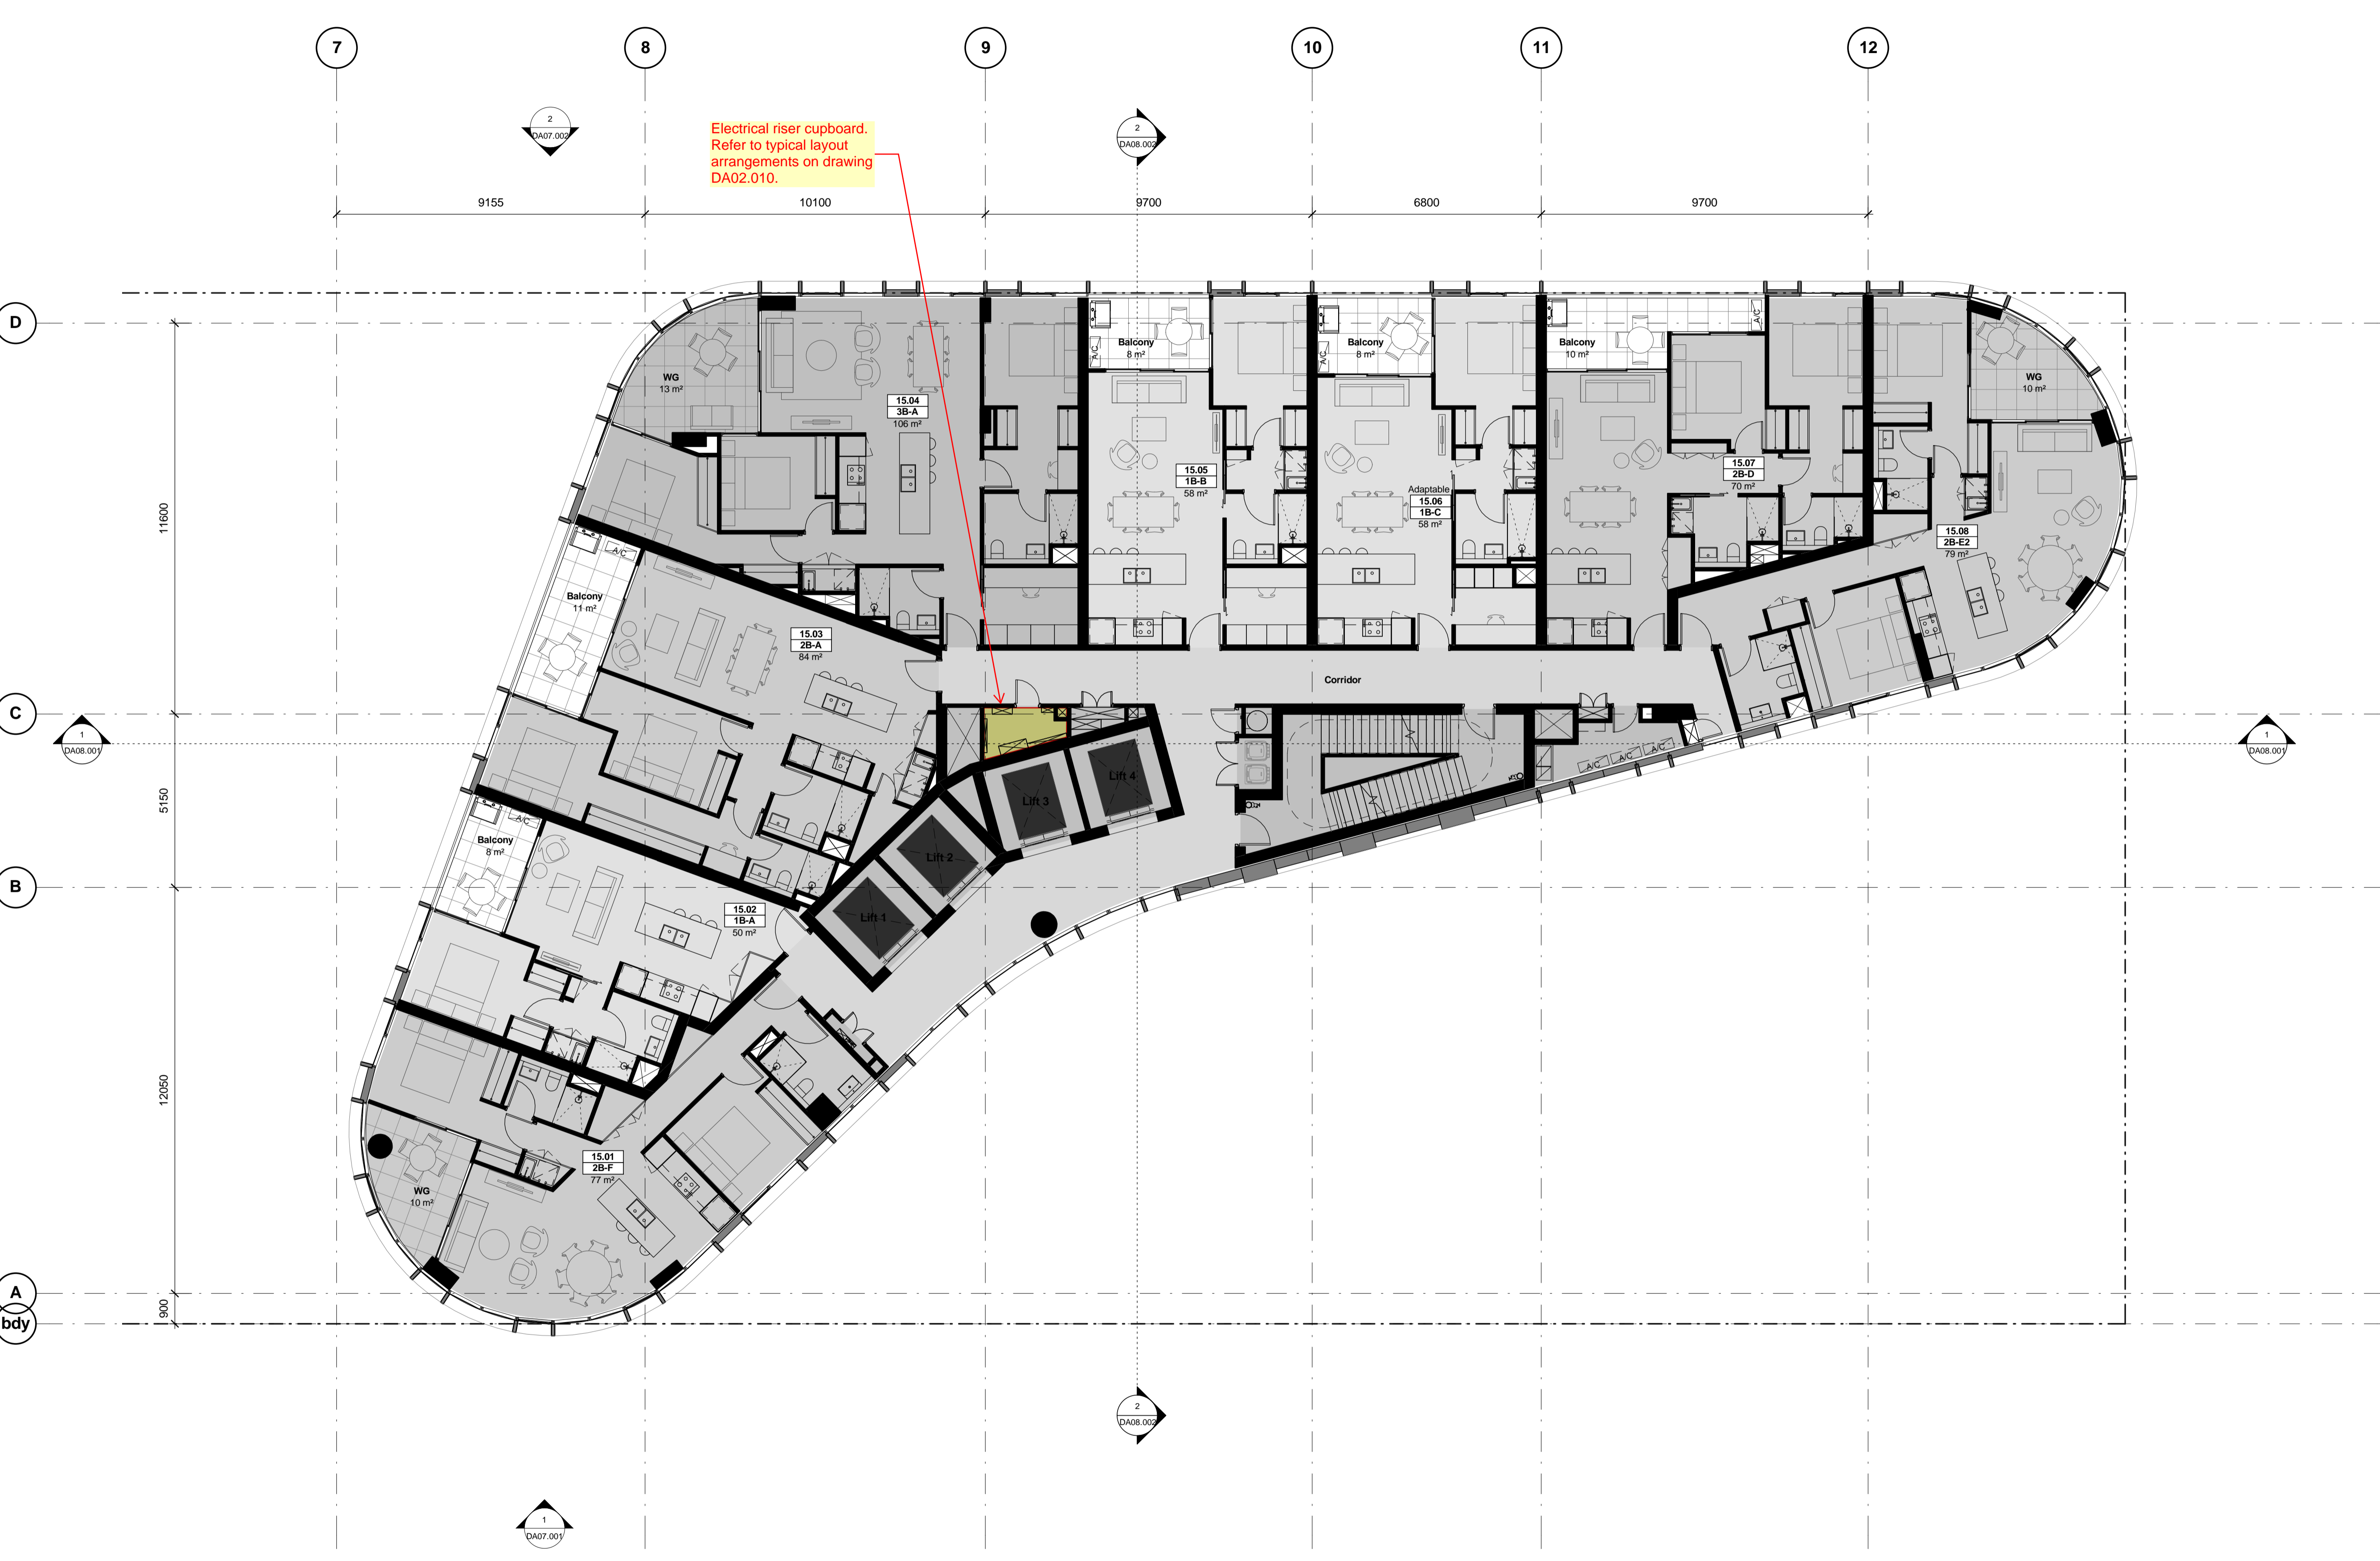 7
8
9
10
11
12
2
DA07.002
2
DA08.002
Electrical riser cupboard.
Refer to typical layout
arrangements on drawing
DA02.010.
9155
10100
9700
6800
9700
D
C
B
A
bdy
11600
5150
12050
900
1
DA08.001
1
DA08.001
WG
13 m²
15.04
3B-A
106 m²
Balcony
8 m²
A/C
15.05
1B-B
58 m²
Balcony
8 m²
A/C
Adaptable
15.06
1B-C
58 m²
Balcony
10 m²
A/C
15.07
2B-D
70 m²
WG
10 m²
15.08
2B-E2
79 m²
A/C
Balcony
11 m²
15.03
2B-A
84 m²
Corridor
A/C
A/C
A/C
Lift 4
Lift 3
Lift 2
Lift 1
A/C
Balcony
8 m²
15.02
1B-A
50 m²
15.01
2B-F
77 m²
WG
10 m²
2
DA08.002
1
DA07.001